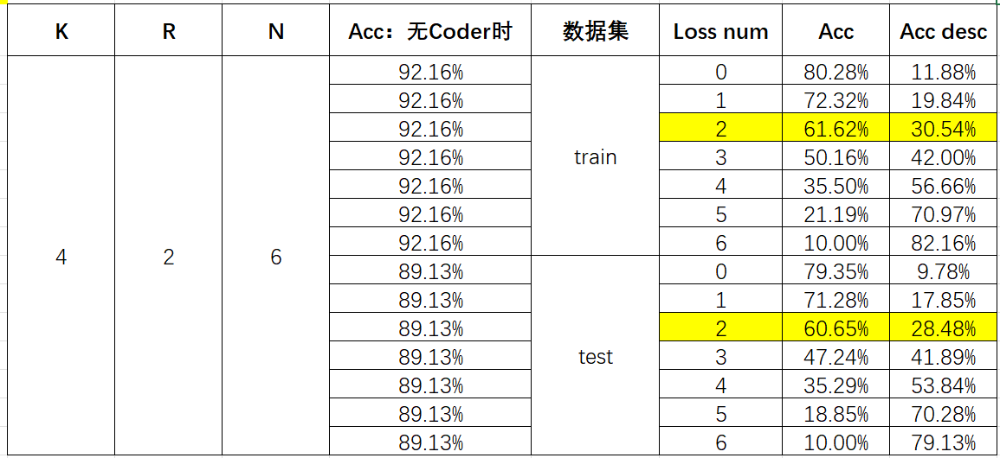 K R N Acc：无Coder时 数据集 Loss num Acc Acc desc
92.16% 0 80.28% 11.88%
92.16% 1 72.32% 19.84%
92.16% 2 61.62% 30.54%
92.16% train 3 50.16% 42.00%
92.16% 4 35.50% 56.66%
92.16% 5 21.19% 70.97%
92.16% 6 10.00% 82.16%
4 2 6
89.13% 0 79.35% 9.78%
89.13% 1 71.28% 17.85%
89.13% 2 60.65% 28.48%
89.13% test 3 47.24% 41.89%
89.13% 4 35.29% 53.84%
89.13% 5 18.85% 70.28%
89.13% 6 10.00% 79.13%